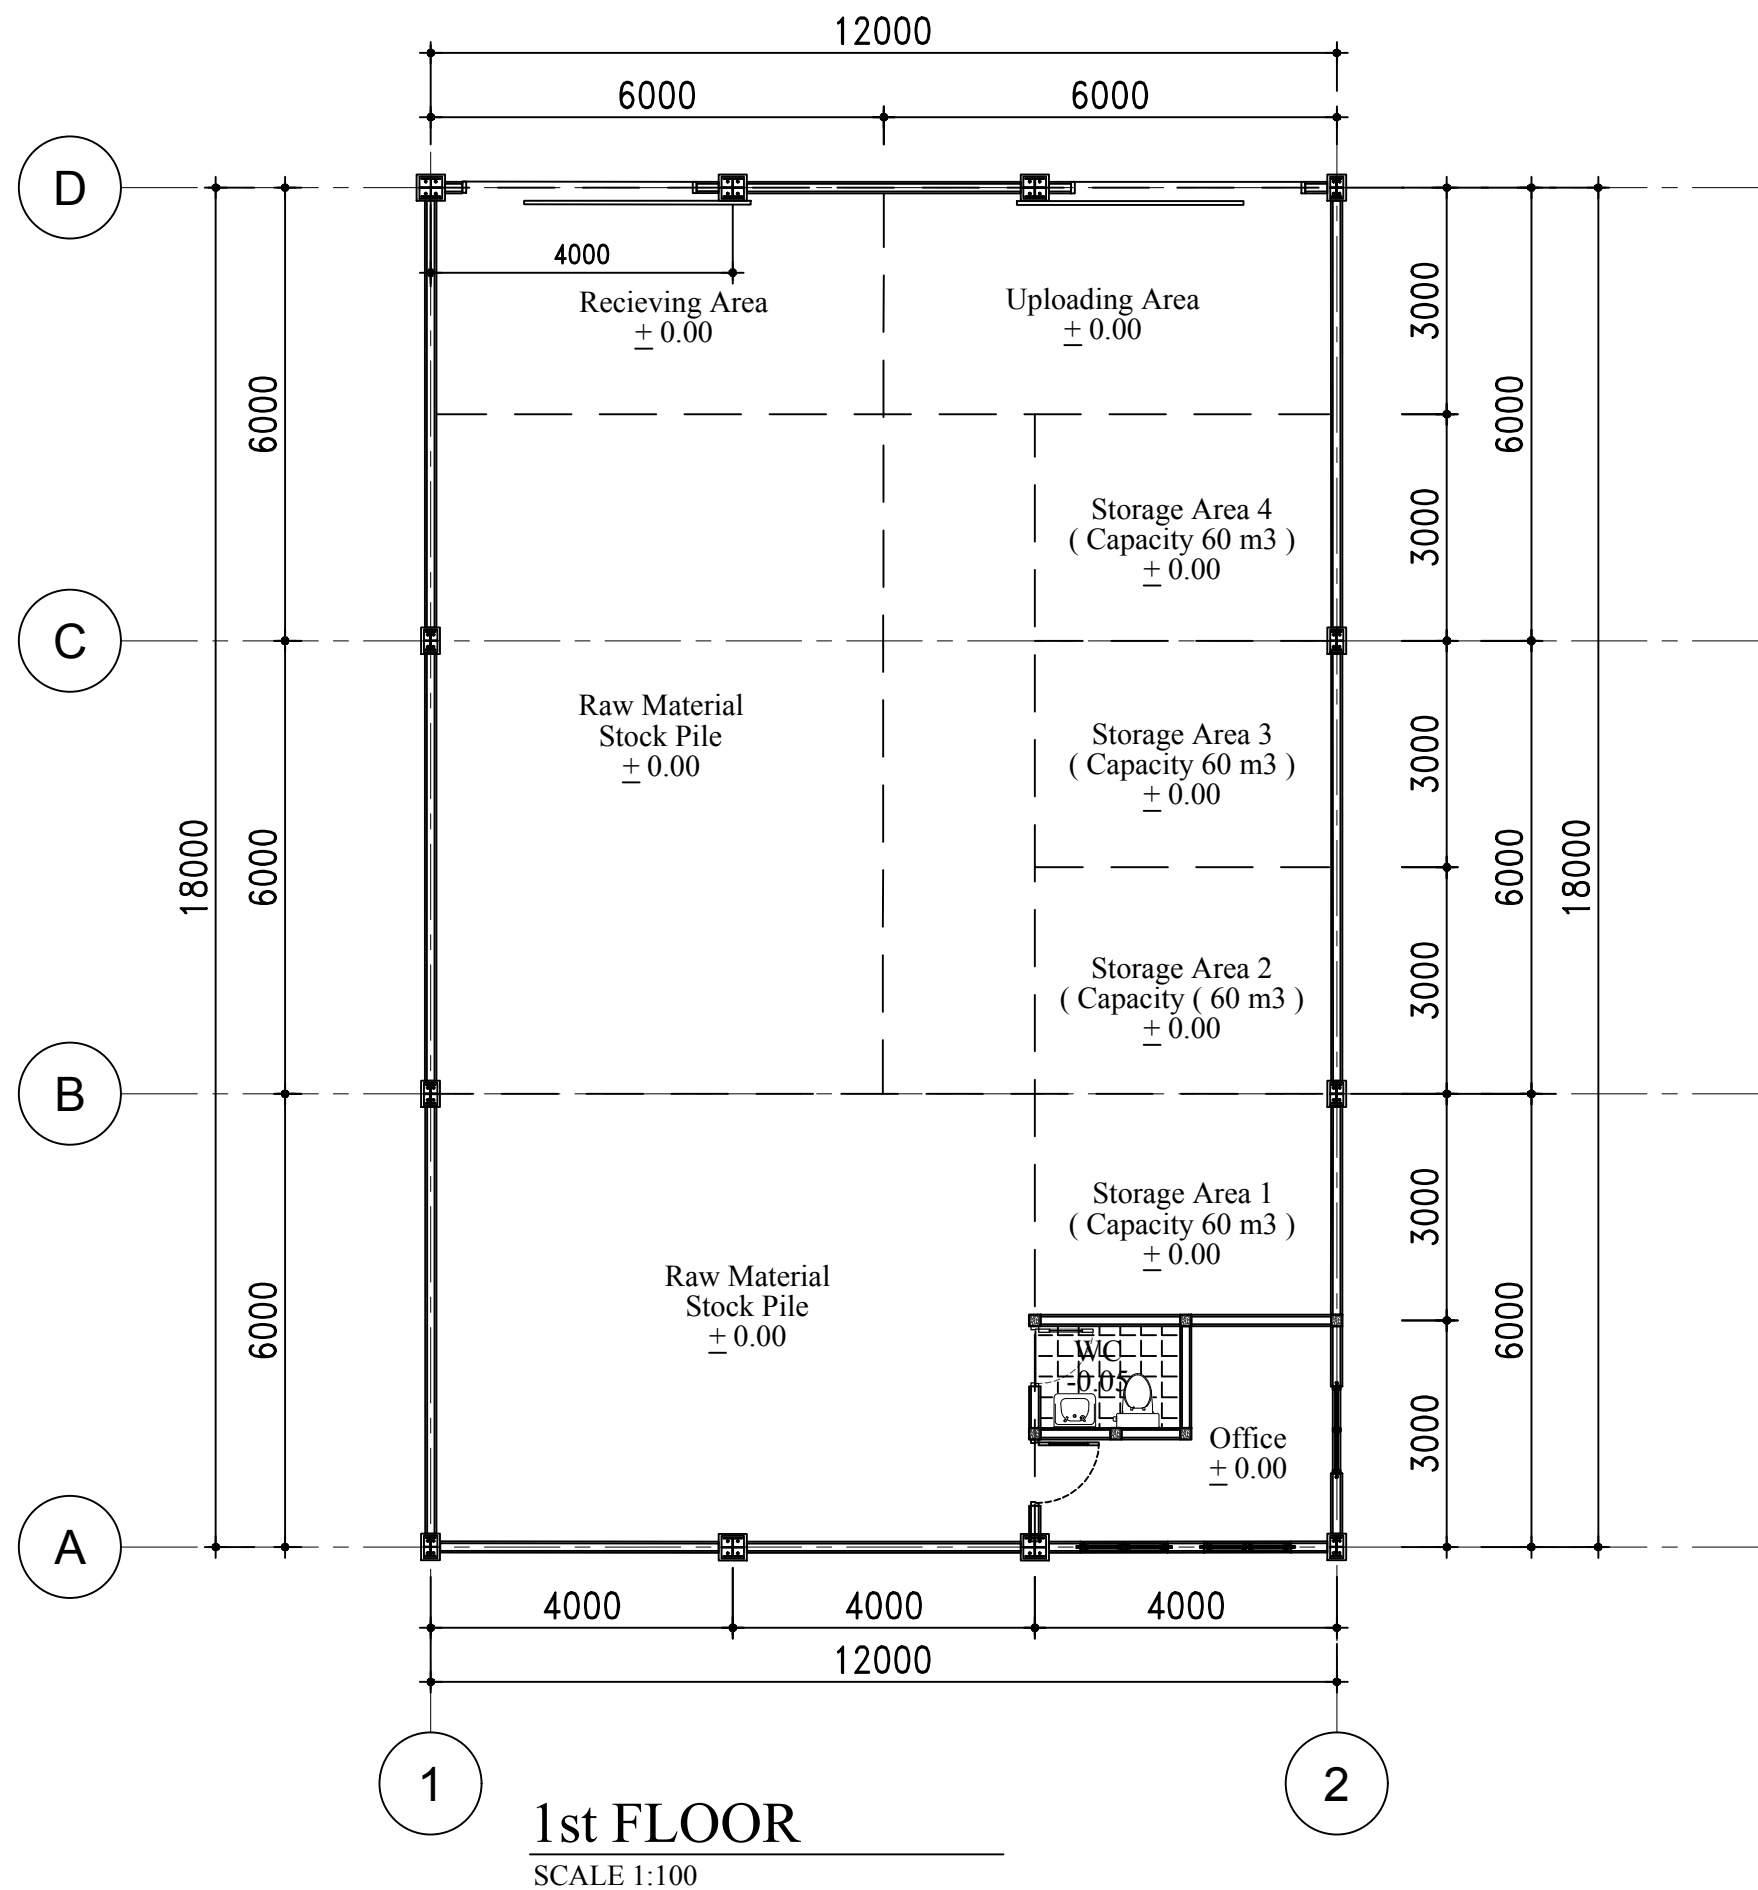 12000
6000 6000
D
4000
Recieving Area
± 0.00
Uploading Area
± 0.00
3000
6000
6000
Storage Area 4
( Capacity 60 m3 )
± 0.00
3000
C
Raw Material
Stock Pile
± 0.00
Storage Area 3
( Capacity 60 m3 )
± 0.00
3000
18000
6000
6000
18000
Storage Area 2
( Capacity ( 60 m3 )
± 0.00
3000
B
Storage Area 1
( Capacity 60 m3 )
± 0.00
3000
Raw Material
Stock Pile
± 0.00
6000
6000
WC
-0.05
Office
± 0.00
3000
A
4000 4000 4000
12000
1 2
1st FLOOR
SCALE 1:100